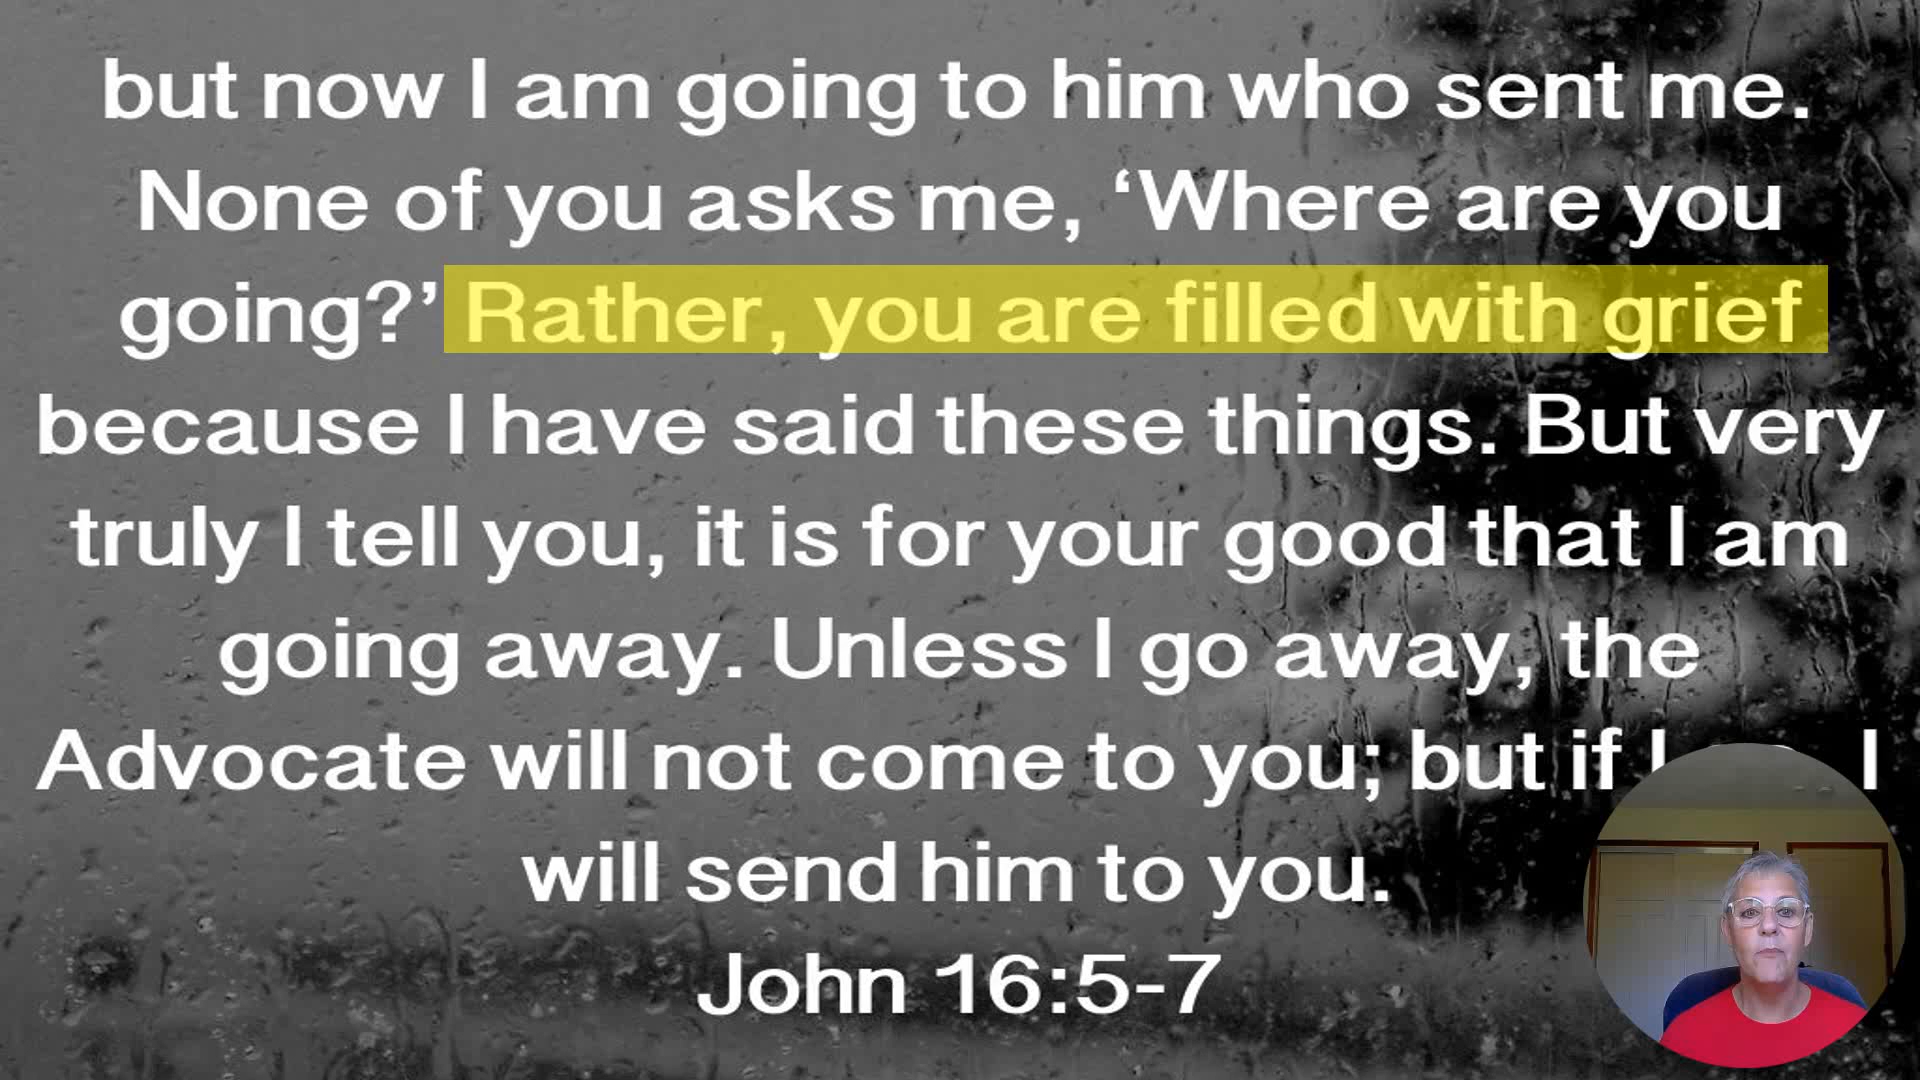 but now I am going to him who sent me.
None of you asks me, ‘Where are you
going?’ Rather, you are filled with grief
because I have said these things. But very
truly I tell you, it is for your good that I am
going away. Unless I go away, the
Advocate will not come to you; but if I I
will send him to you.
John 16:5-7